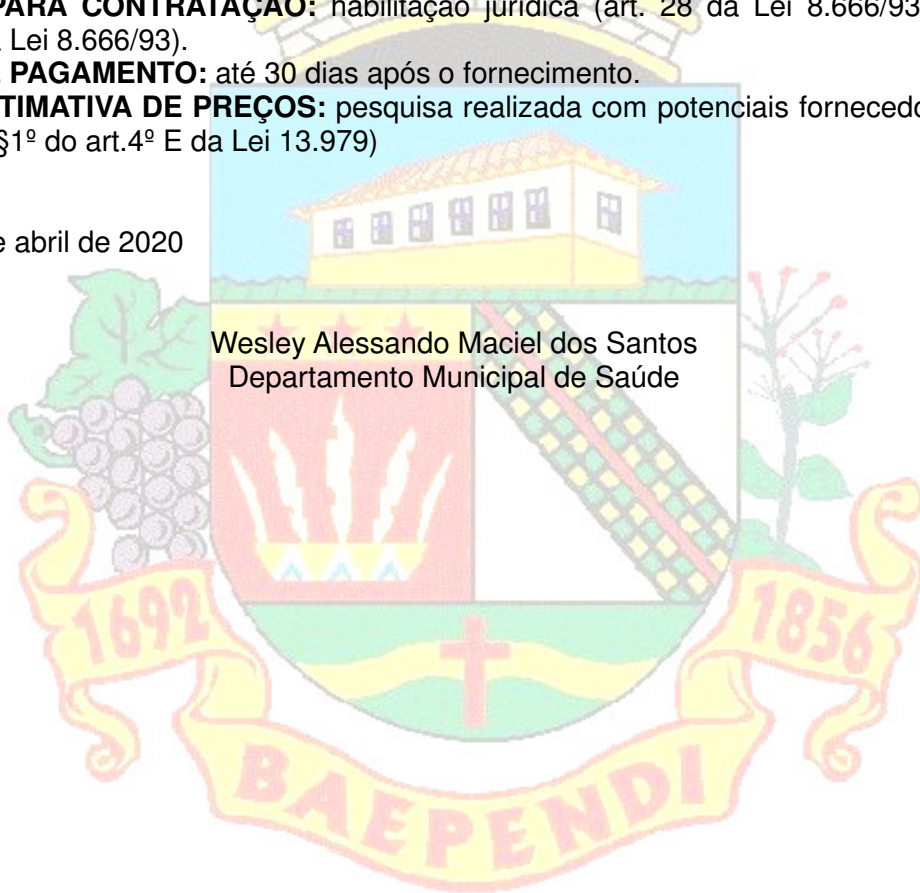 PARA CONTRATAÇÃO: habilitação jurídica (art. 28 da Lei 8.666/93
Lei 8.666/93).
PAGAMENTO: até 30 dias após o fornecimento.
TIMATIVA DE PREÇOS: pesquisa realizada com potenciais fornecedo
§1º do art.4º E da Lei 13.979)
e abril de 2020
Wesley Alessando Maciel dos Santos
Departamento Municipal de Saúde
1692
1856
BAEPENDI